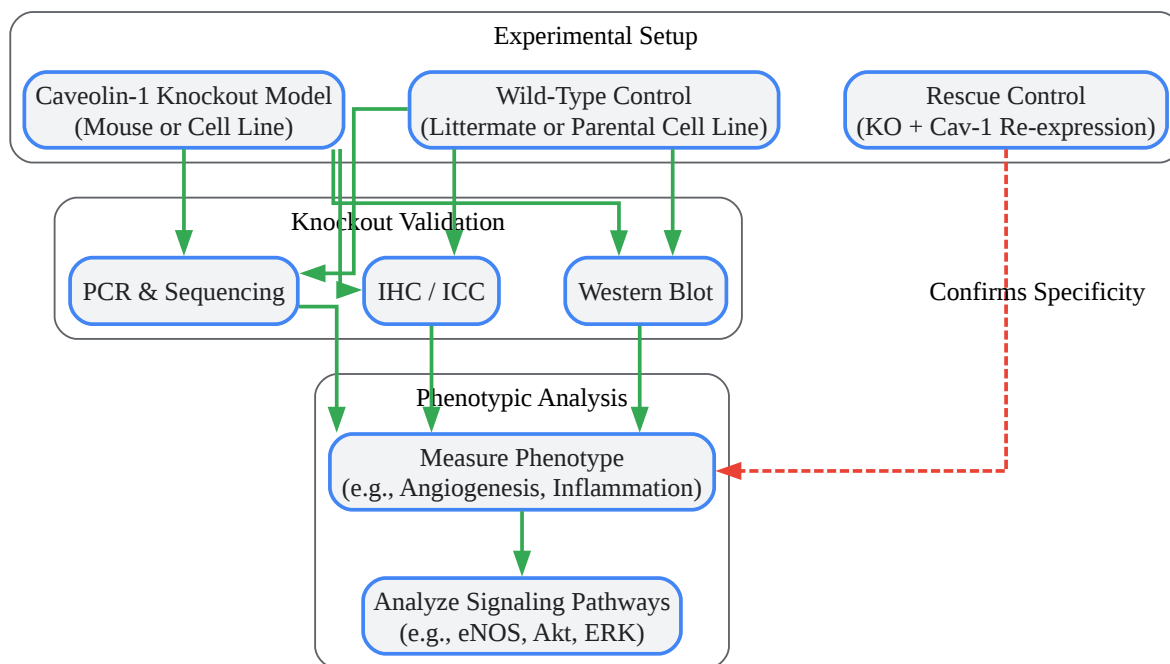 Experimental Setup
Caveolin-1 Knockout Model
(Mouse or Cell Line)
Wild-Type Control
(Littermate or Parental Cell Line)
Rescue Control
(KO + Cav-1 Re-expression)
Knockout Validation
PCR & Sequencing
IHC / ICC
Western Blot
Confirms Specificity
Phenotypic Analysis
Measure Phenotype
(e.g., Angiogenesis, Inflammation)
Analyze Signaling Pathways
(e.g., eNOS, Akt, ERK)